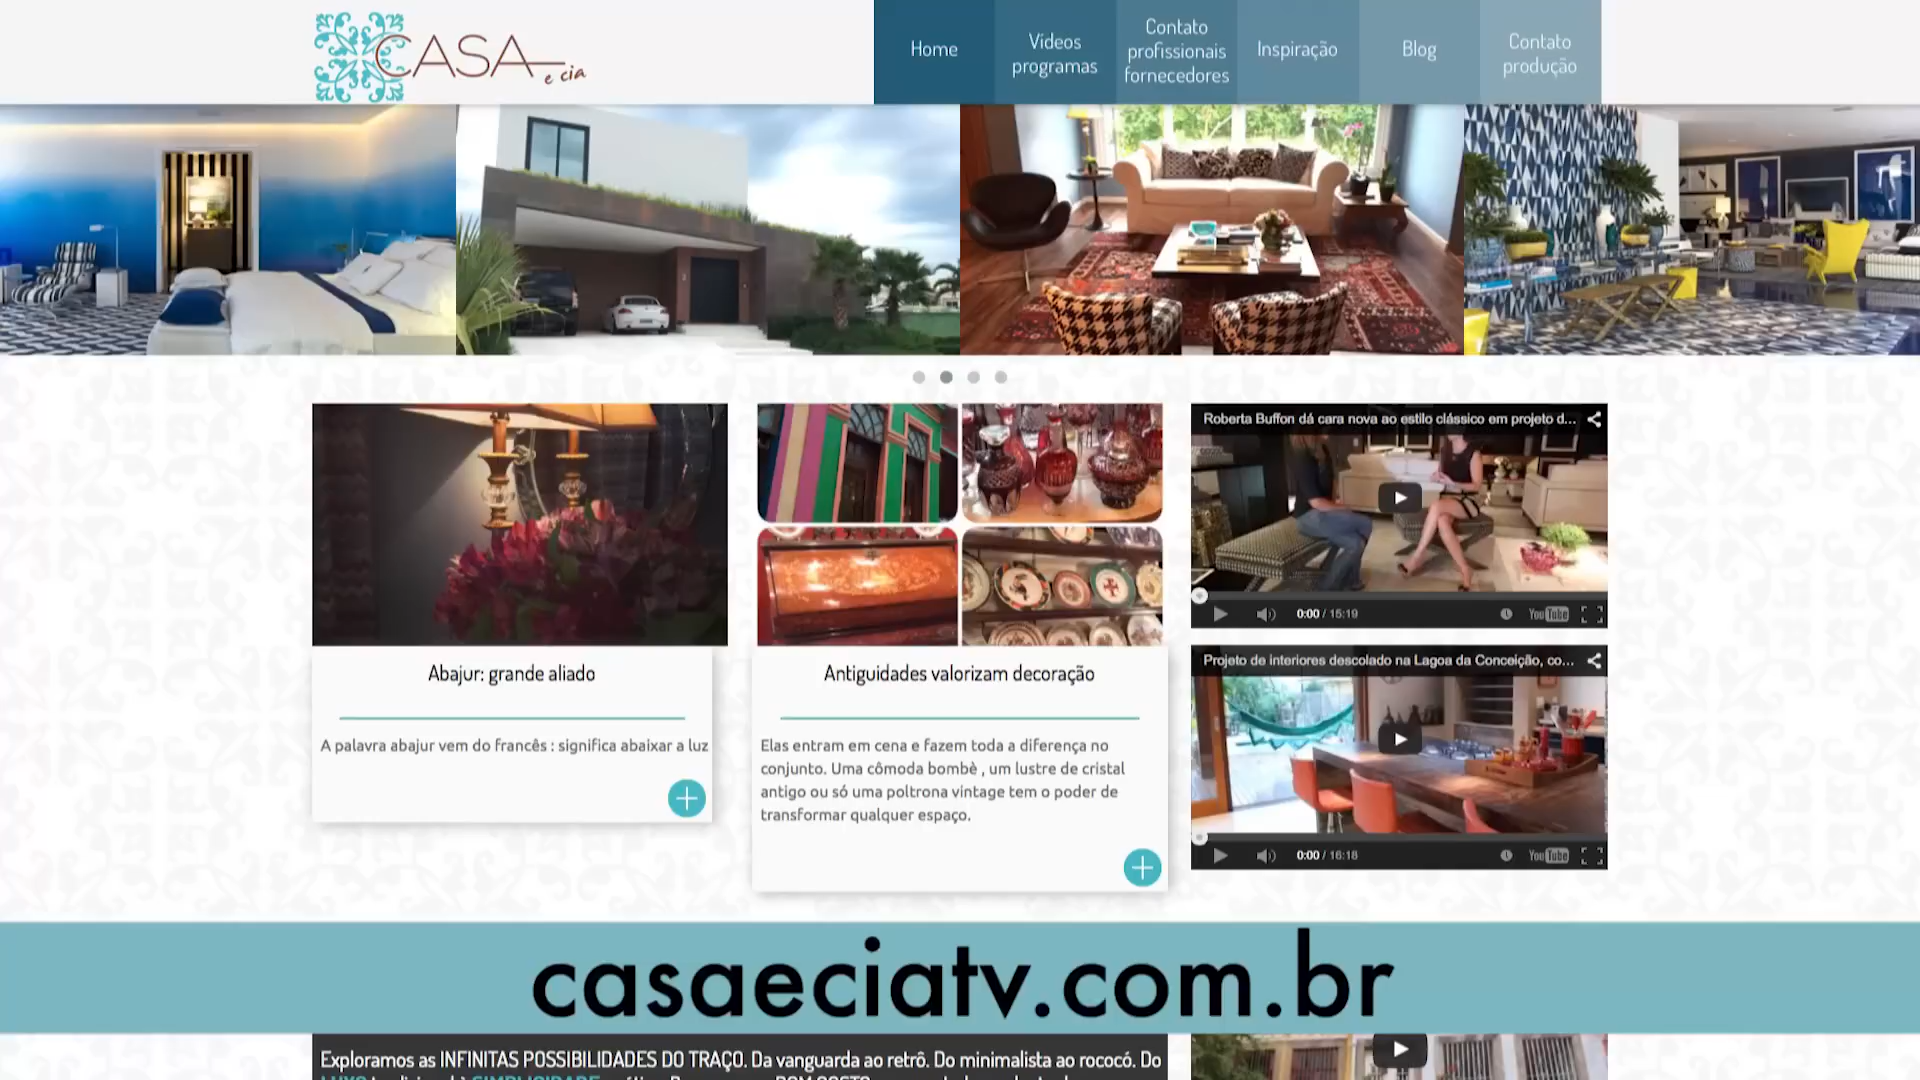 CASA
e cia
Home
Vídeos
programas
Contato
profissionais
fornecedores
Inspiração
Blog
Contato
produção
Abajur: grande aliado
A palavra abajur vem do francês : significa abaixar a luz
Antiguidades valorizam decoração
Elas entram em cena e fazem toda a diferença no
conjunto. Uma cômoda bombè , um lustre de cristal
antigo ou só uma poltrona vintage tem o poder de
transformar qualquer espaço.
Roberta Buffon dá cara nova ao estilo clássico em projeto d...
0:00 / 15:19
YouTube
Projeto de interiores descolado na Lagoa da Conceição, co...
0:00 / 16:18
YouTube
casaeciatv.com.br
Exploramos as INFINITAS POSSIBILIDADES DO TRAÇO. Da vanguarda ao retrô. Do minimalista ao rococó. Do